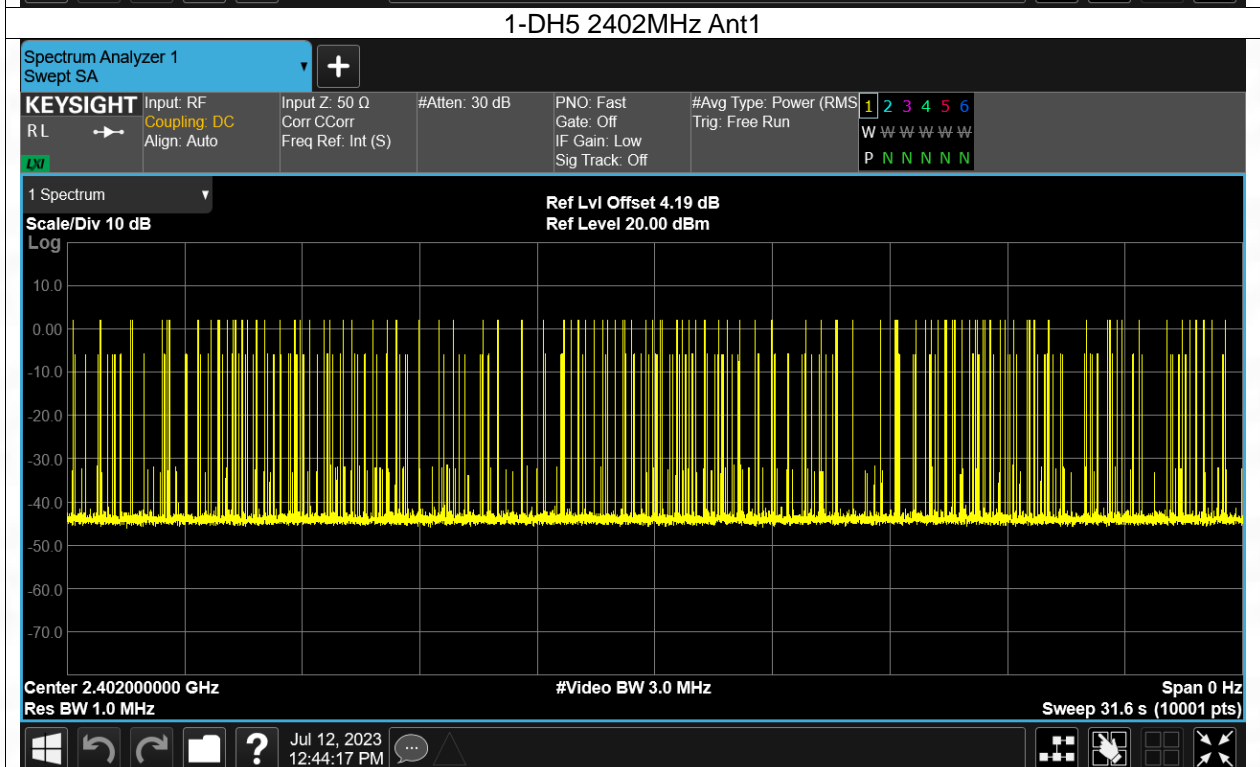 1-DH5 2402MHz Ant1
Spectrum Analyzer 1
Swept SA
KEYSIGHT
RL
LXI
Input: RF
Coupling: DC
Align: Auto
Input Z: 50 Ω
Corr CCorr
Freq Ref: Int (S)
#Atten: 30 dB
PNO: Fast
Gate: Off
IF Gain: Low
Sig Track: Off
#Avg Type: Power (RMS
Trig: Free Run
1 2 3 4 5 6
W W W W W W
P N N N N N
1 Spectrum
Scale/Div 10 dB
Ref Lvl Offset 4.19 dB
Ref Level 20.00 dBm
Log
10.0
0.00
-10.0
-20.0
-30.0
-40.0
-50.0
-60.0
-70.0
Center 2.402000000 GHz
#Video BW 3.0 MHz
Span 0 Hz
Res BW 1.0 MHz
Sweep 31.6 s (10001 pts)
?
Jul 12, 2023
12:44:17 PM